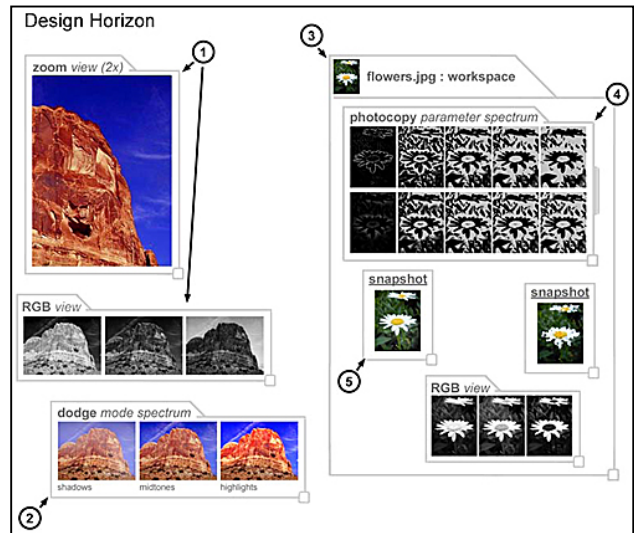 Design Horizon
1
zoom view (2x)
RGB view
dodge mode spectrum
shadows midtones highlights
2
3
flowers.jpg : workspace
4
photocopy parameter spectrum
snapshot
snapshot
5
RGB view